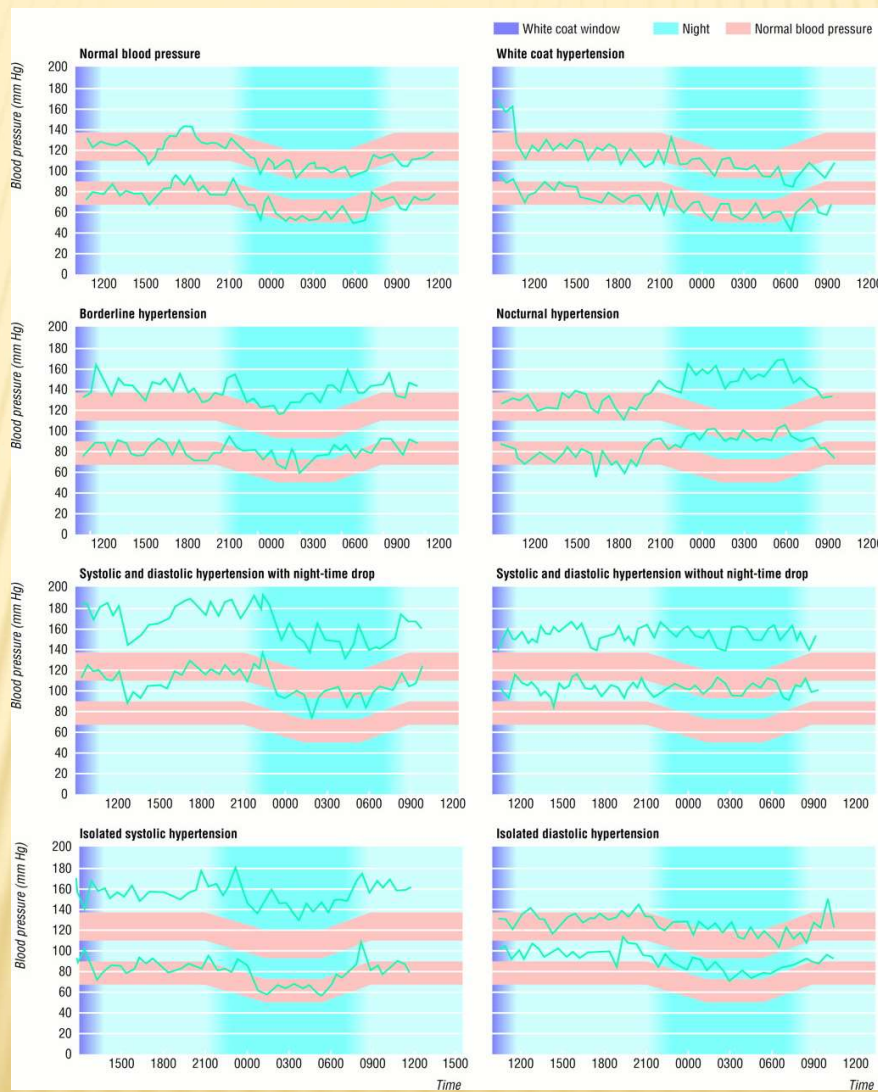 White coat window Night Normal blood pressure
Normal blood pressure
Blood pressure (mm Hg)
200
180
160
140
120
100
80
60
40
20
0
1200 1500 1800 2100 0000 0300 0600 0900 1200
White coat hypertension
1200 1500 1800 2100 0000 0300 0600 0900 1200
Borderline hypertension
Blood pressure (mm Hg)
200
180
160
140
120
100
80
60
40
20
0
1200 1500 1800 2100 0000 0300 0600 0900 1200
Nocturnal hypertension
1200 1500 1800 2100 0000 0300 0600 0900 1200
Systolic and diastolic hypertension with night-time drop
Blood pressure (mm Hg)
200
180
160
140
120
100
80
60
40
20
0
1200 1500 1800 2100 0000 0300 0600 0900 1200
Systolic and diastolic hypertension without night-time drop
1200 1500 1800 2100 0000 0300 0600 0900 1200
Isolated systolic hypertension
Blood pressure (mm Hg)
200
180
160
140
120
100
80
60
40
20
0
1500 1800 2100 0000 0300 0600 0900 1200 1500
Time
Isolated diastolic hypertension
1200 1500 1800 2100 0000 0300 0600 0900 1200
Time